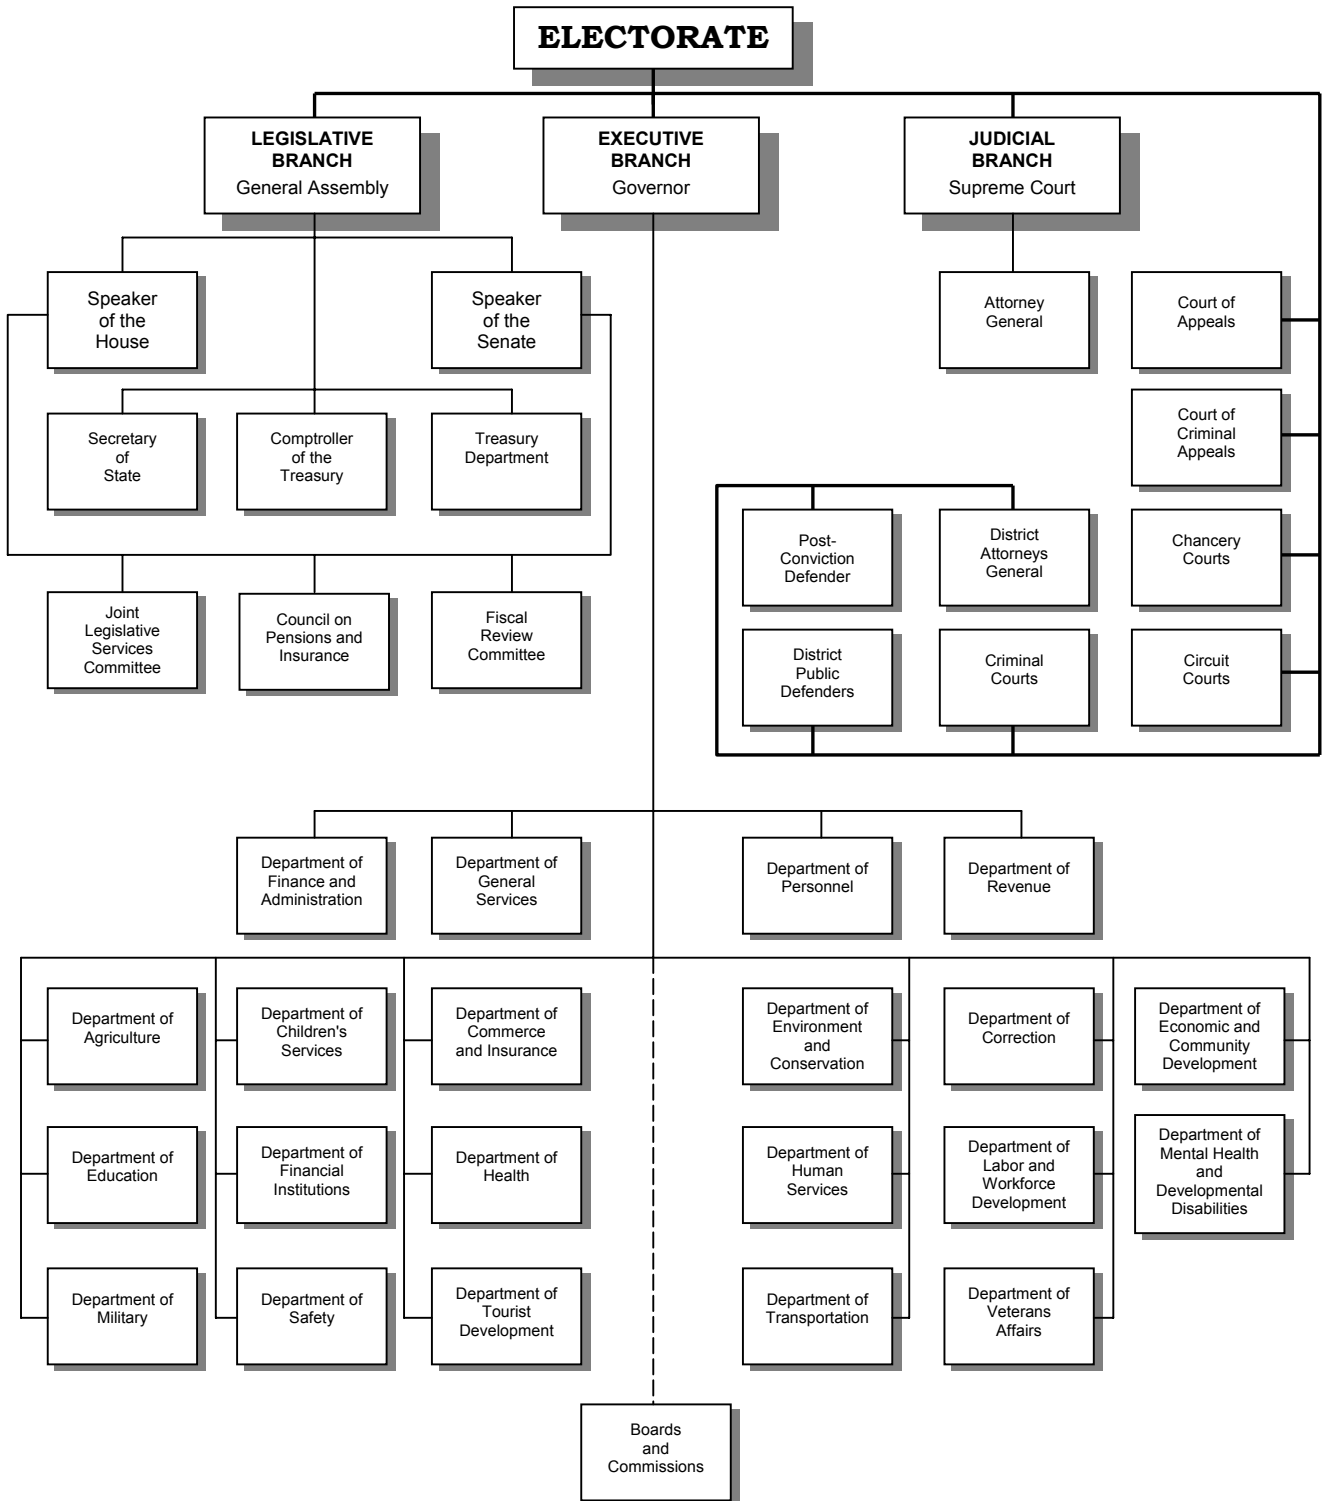 ELECTORATE
LEGISLATIVE
BRANCH
General Assembly
EXECUTIVE
BRANCH
Governor
JUDICIAL
BRANCH
Supreme Court
Speaker
of the
House
Speaker
of the
Senate
Attorney
General
Court of
Appeals
Secretary
of
State
Comptroller
of the
Treasury
Treasury
Department
Court of
Criminal
Appeals
Post-
Conviction
Defender
District
Attorneys
General
Chancery
Courts
Joint
Legislative
Services
Committee
Council on
Pensions and
Insurance
Fiscal
Review
Committee
District
Public
Defenders
Criminal
Courts
Circuit
Courts
Department of
Finance and
Administration
Department of
General
Services
Department of
Personnel
Department of
Revenue
Department of
Agriculture
Department of
Children's
Services
Department of
Commerce
and Insurance
Department of
Environment
and
Conservation
Department of
Correction
Department of
Economic and
Community
Development
Department of
Education
Department of
Financial
Institutions
Department of
Health
Department of
Human
Services
Department of
Labor and
Workforce
Development
Department of
Mental Health
and
Developmental
Disabilities
Department of
Military
Department of
Safety
Department of
Tourist
Development
Department of
Transportation
Department of
Veterans
Affairs
Boards
and
Commissions